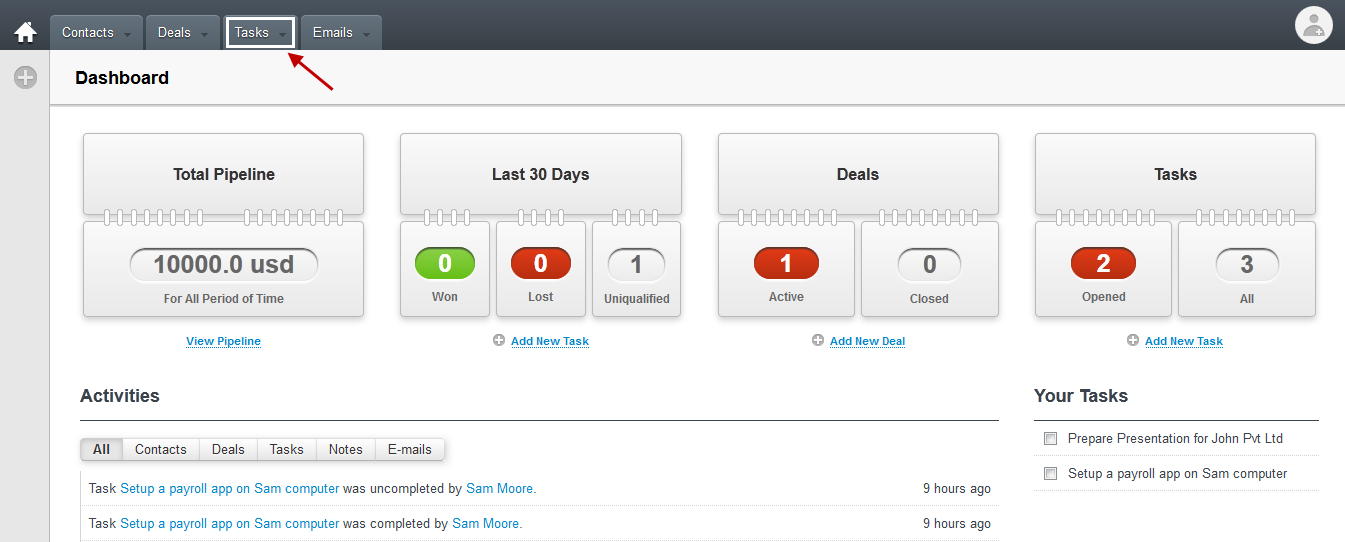 Contacts Deals Tasks Emails
Dashboard
Total Pipeline
10000.0 usd
For All Period of Time
View Pipeline
Last 30 Days
0 0 1
Won Lost Uniqualified
Add New Task
Deals
1 0
Active Closed
Add New Deal
Tasks
2 3
Opened All
Add New Task
Activities
All Contacts Deals Tasks Notes E-mails
Task Setup a payroll app on Sam computer was uncompleted by Sam Moore. 9 hours ago
Task Setup a payroll app on Sam computer was completed by Sam Moore. 9 hours ago
Your Tasks
Prepare Presentation for John Pvt Ltd
Setup a payroll app on Sam computer